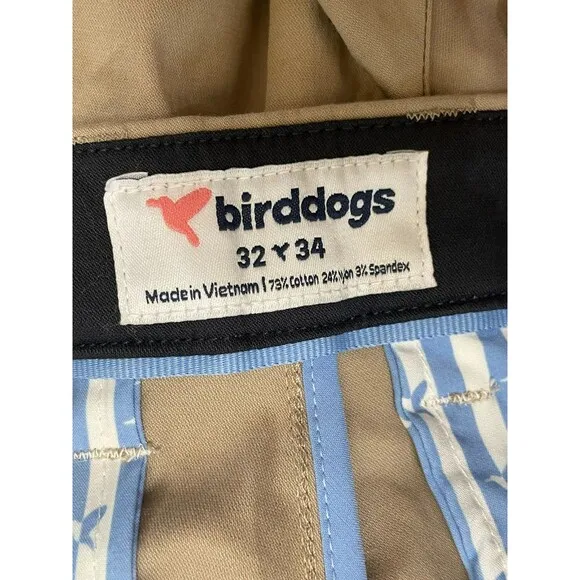 birddogs
32 34
Made in Vietnam | 73% Cotton 24% Nylon 3% Spandex